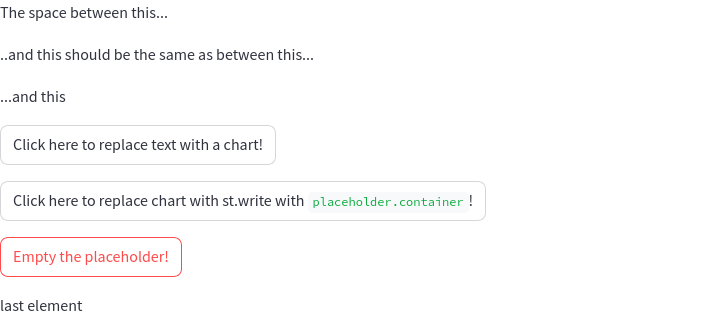 The space between this...
..and this should be the same as between this...
...and this
Click here to replace text with a chart!
Click here to replace chart with st.write with placeholder.container!
Empty the placeholder!
last element